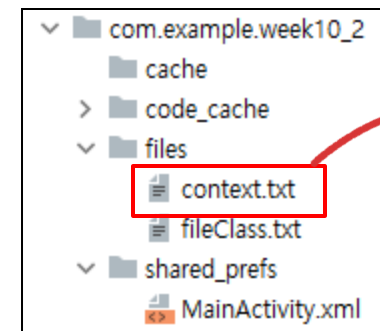 com.example.week10_2
cache
code_cache
files
context.txt
fileClass.txt
shared_prefs
MainActivity.xml